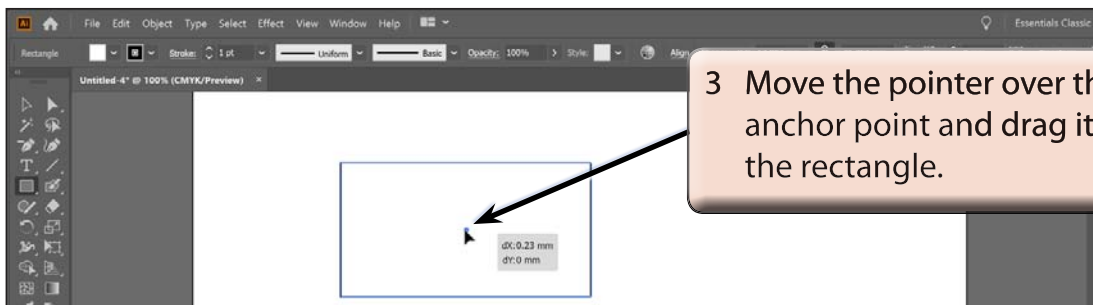 Ai File Edit Object Type Select Effect View Window Help Essentials Classic
Rectangle Stroke: 1 pt Uniform Basic Opacity: 100% Style: Align
Untitled-4* @ 100% (CMYK/Preview) ×
3 Move the pointer over th
anchor point and drag it
the rectangle.
dX: 0.23 mm
dY: 0 mm